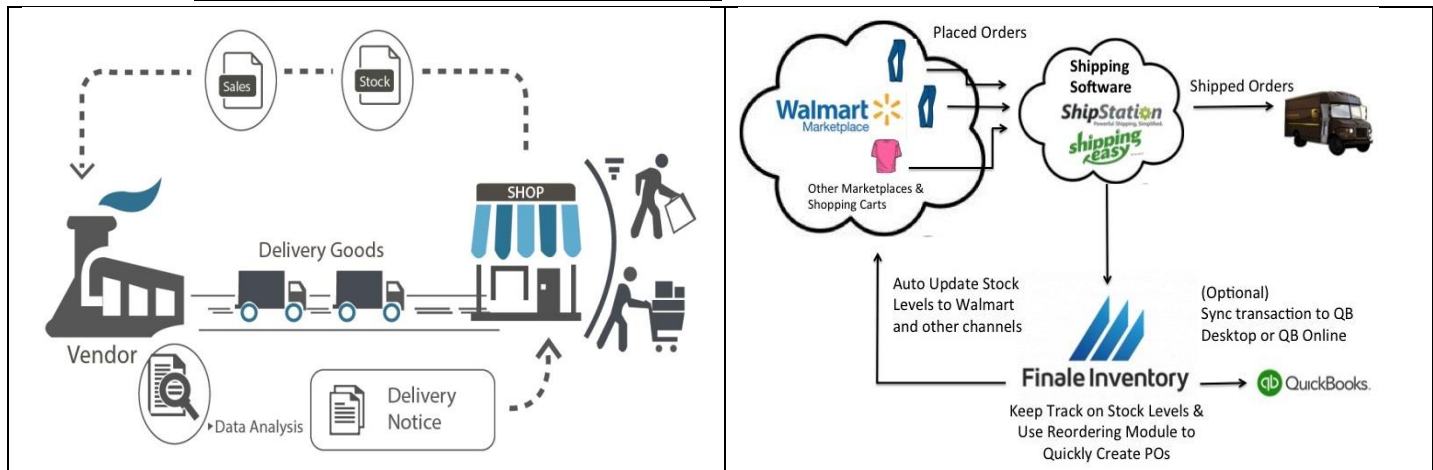 Sales
Stock
SHOP
Delivery Goods
Vendor
Data Analysis
Delivery
Notice
Placed Orders
Walmart
Marketplace
Other Marketplaces &
Shopping Carts
Shipping
Software
ShipStation
Powerful Shipping, Simplified.
shipping
easy
Shipped Orders
Auto Update Stock
Levels to Walmart
and other channels
(Optional)
Sync transaction to QB
Desktop or QB Online
Finale Inventory
qb QuickBooks.
Keep Track on Stock Levels &
Use Reordering Module to
Quickly Create POs